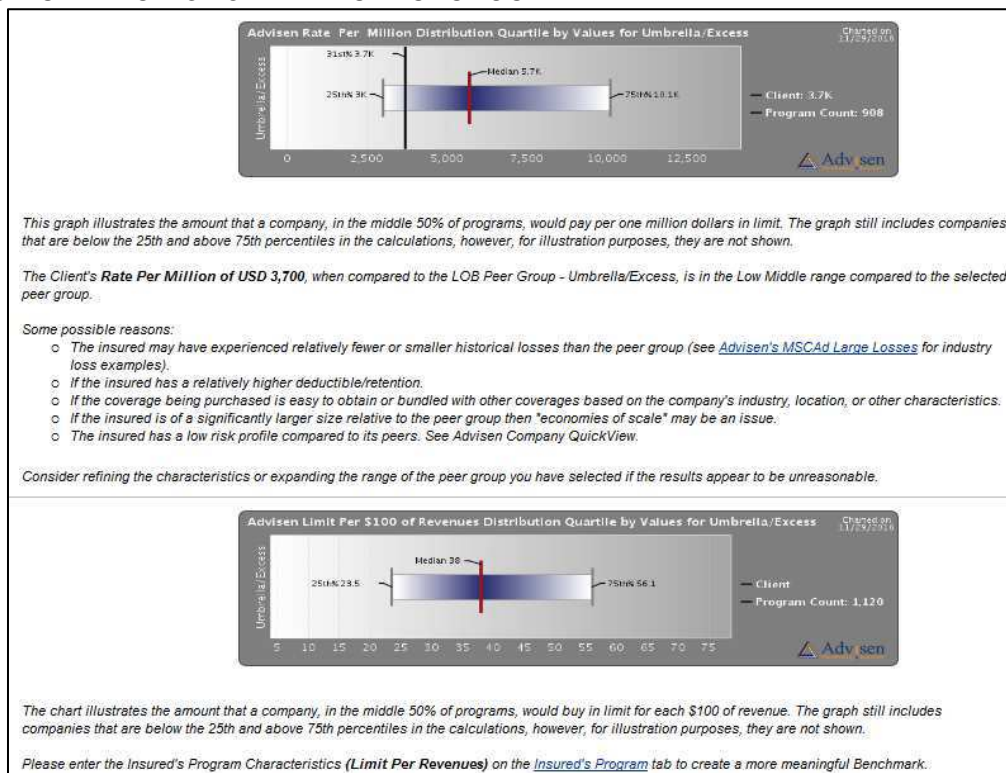 Advisen Rate Per Million Distribution Quartile by Values for Umbrella/Excess
Charted on
11/29/2016
31st% 3.7K
Median 5.7K
25th% 3K
75th% 10.1K
Umbrella/Excess
Client: 3.7K
Program Count: 908
0 2,500 5,000 7,500 10,000 12,500
Advisen
This graph illustrates the amount that a company, in the middle 50% of programs, would pay per one million dollars in limit. The graph still includes companies
that are below the 25th and above 75th percentiles in the calculations, however, for illustration purposes, they are not shown.
The Client's Rate Per Million of USD 3,700, when compared to the LOB Peer Group - Umbrella/Excess, is in the Low Middle range compared to the selected
peer group.
Some possible reasons:
o The insured may have experienced relatively fewer or smaller historical losses than the peer group (see Advisen's MSCAd Large Losses for industry
loss examples).
o If the insured has a relatively higher deductible/retention.
o If the coverage being purchased is easy to obtain or bundled with other coverages based on the company's industry, location, or other characteristics.
o If the insured is of a significantly larger size relative to the peer group then "economies of scale" may be an issue.
o The insured has a low risk profile compared to its peers. See Advisen Company QuickView.
Consider refining the characteristics or expanding the range of the peer group you have selected if the results appear to be unreasonable.
Advisen Limit Per $100 of Revenues Distribution Quartile by Values for Umbrella/Excess
Charted on
11/29/2016
Median 38
25th% 23.5
75th% 56.1
Umbrella/Excess
Client
Program Count: 1,120
5 10 15 20 25 30 35 40 45 50 55 60 65 70 75
Advisen
The chart illustrates the amount that a company, in the middle 50% of programs, would buy in limit for each $100 of revenue. The graph still includes
companies that are below the 25th and above 75th percentiles in the calculations, however, for illustration purposes, they are not shown.
Please enter the Insured's Program Characteristics (Limit Per Revenues) on the Insured's Program tab to create a more meaningful Benchmark.